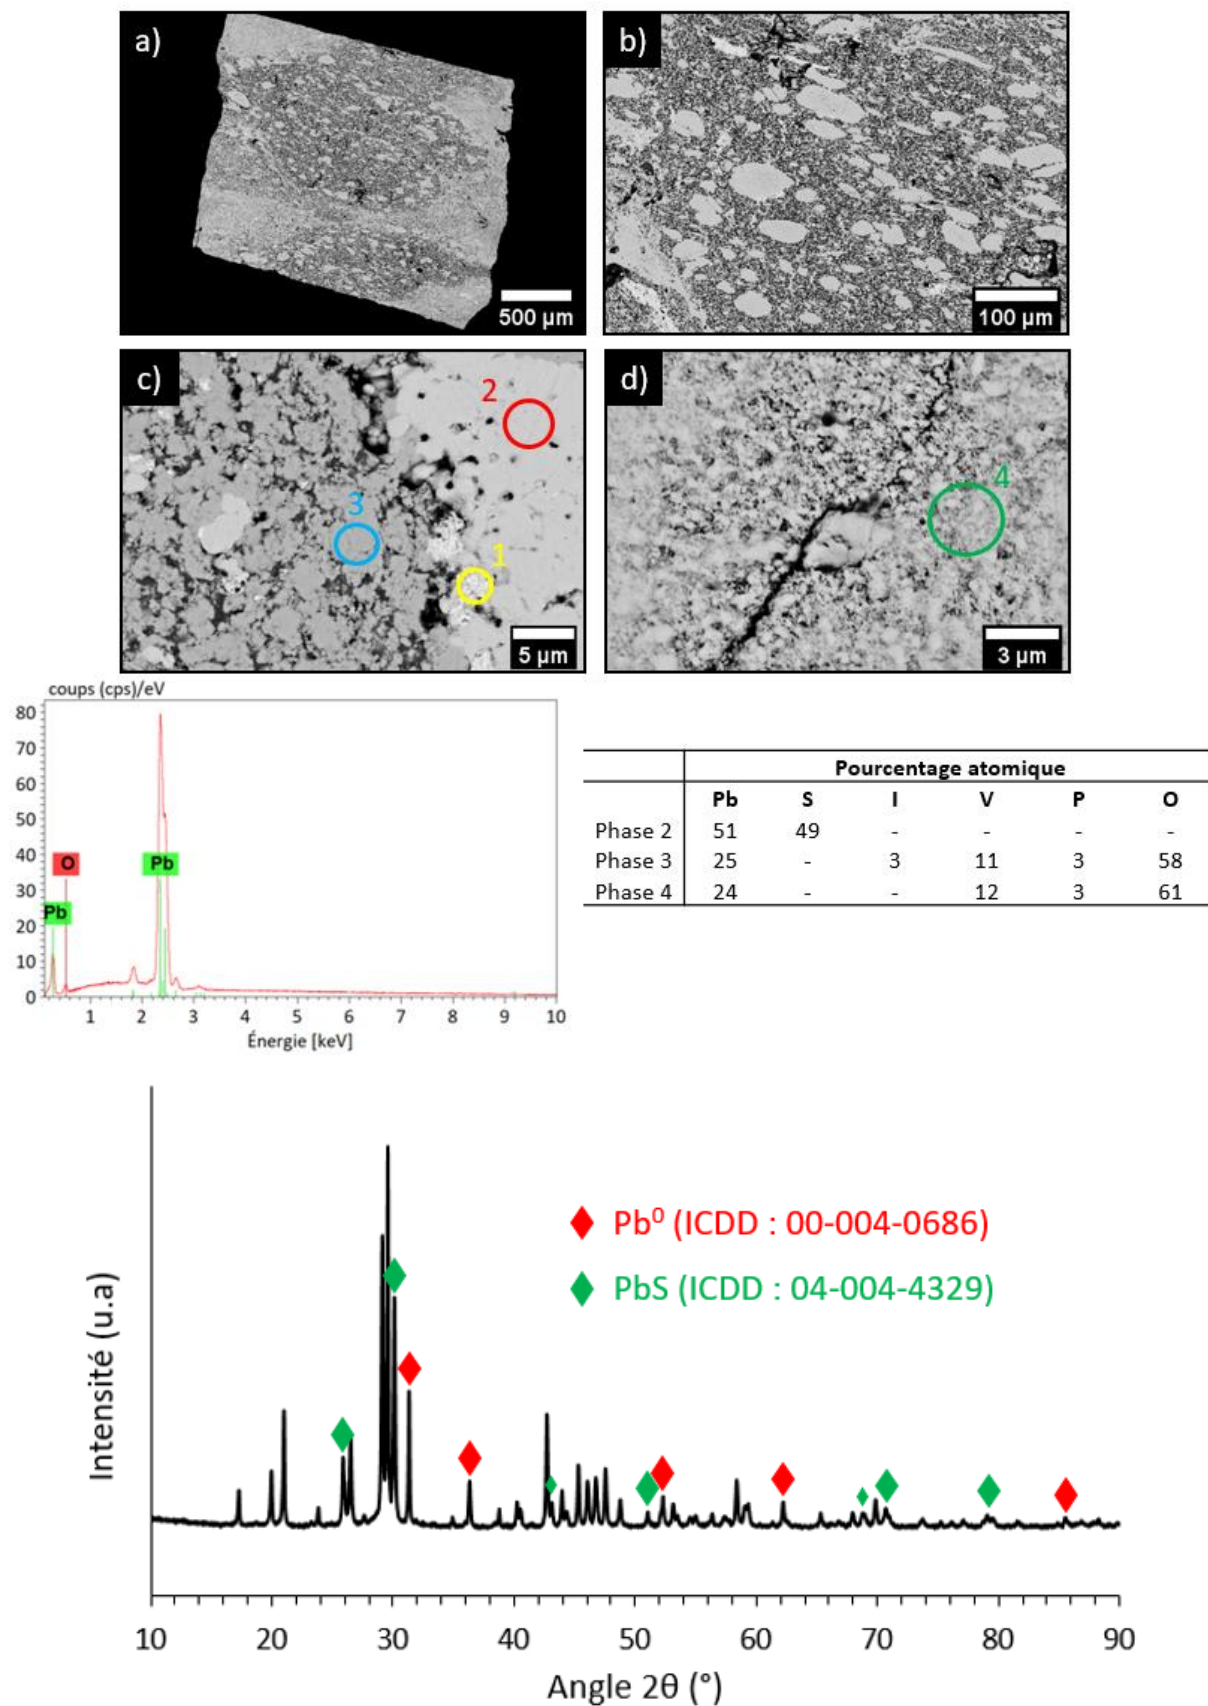 a)
500 µm
b)
100 µm
c)
2
3
1
5 µm
d)
4
3 µm
coups (cps)/eV
80
70
60
50
40
30
20
10
0
O
Pb
Pb
1 2 3 4 5 6 7 8 9 10
Énergie [keV]
Pourcentage atomique
Pb S I V P O
Phase 2 51 49 - - - -
Phase 3 25 - 3 11 3 58
Phase 4 24 - - 12 3 61
Pb⁰ (ICDD : 00-004-0686)
PbS (ICDD : 04-004-4329)
Intensité (u.a)
10 20 30 40 50 60 70 80 90
Angle 2θ (°)